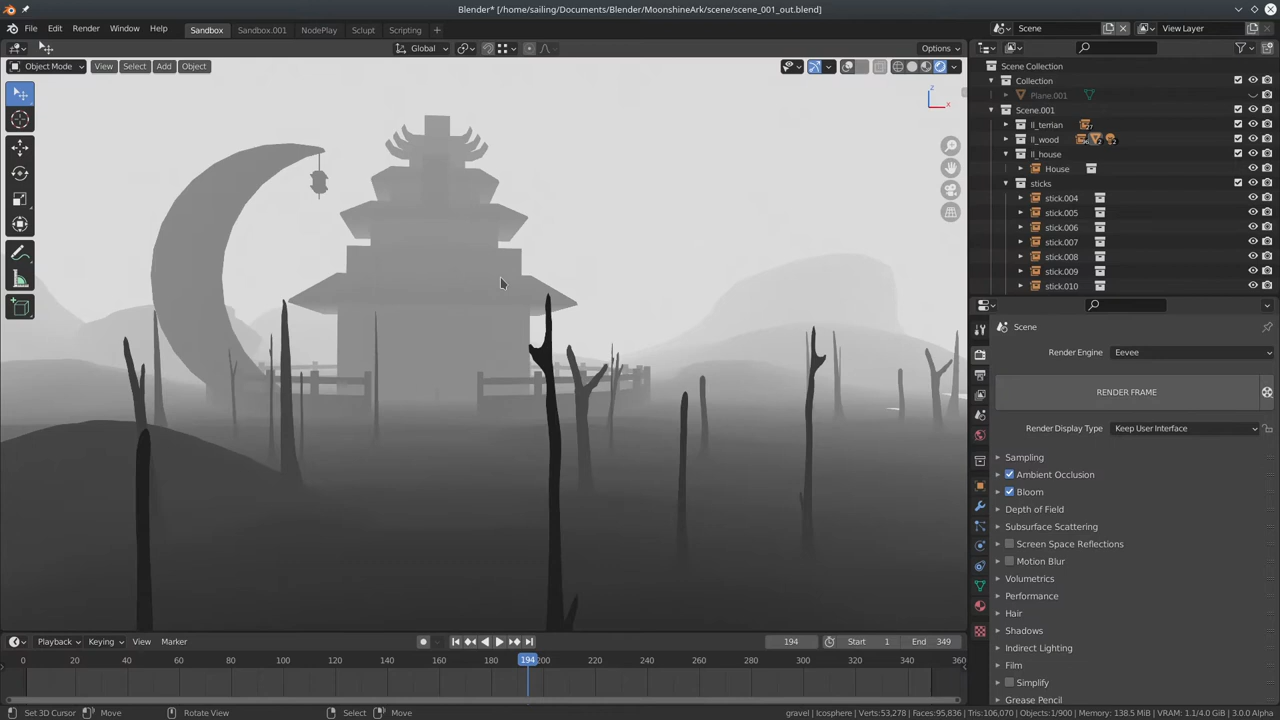 Blender* [/home/sailing/Documents/Blender/MoonshineArk/scene/scene_001_out.blend]
File Edit Render Window Help Sandbox Sandbox.001 NodePlay Sclupt Scripting + Scene View Layer
Global Options
Object Mode View Select Add Object
Z
X
Scene Collection
Collection
Plane.001
Scene.001
ll_terrian 27
ll_wood 6 2 2
ll_house
House
sticks
stick.004
stick.005
stick.006
stick.007
stick.008
stick.009
stick.010
Scene
Render Engine Eevee
RENDER FRAME
Render Display Type Keep User Interface
Sampling
Ambient Occlusion
Bloom
Depth of Field
Subsurface Scattering
Screen Space Reflections
Motion Blur
Volumetrics
Performance
Hair
Shadows
Indirect Lighting
Film
Simplify
Grease Pencil
Playback Keying View Marker 194 Start 1 End 349
0 20 40 60 80 100 120 140 160 180 194 200 220 240 260 280 300 320 340 360
Set 3D Cursor Move Rotate View Select Move gravel | Icosphere | Verts:53,278 | Faces:95,836 | Tris:106,070 | Objects:1/900 | Memory: 138.5 MiB | VRAM: 1.1/4.0 GiB | 3.0.0 Alpha